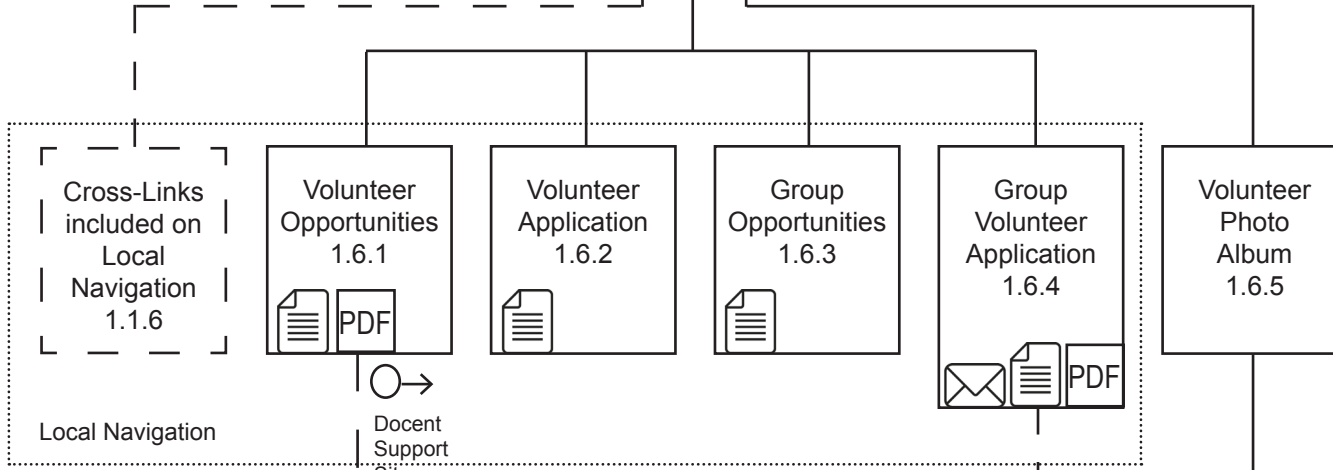 Cross-Links
included on
Local
Navigation
1.1.6
Volunteer
Opportunities
1.6.1
PDF
Volunteer
Application
1.6.2
Group
Opportunities
1.6.3
Group
Volunteer
Application
1.6.4
PDF
Volunteer
Photo
Album
1.6.5
Local Navigation
Docent
Support